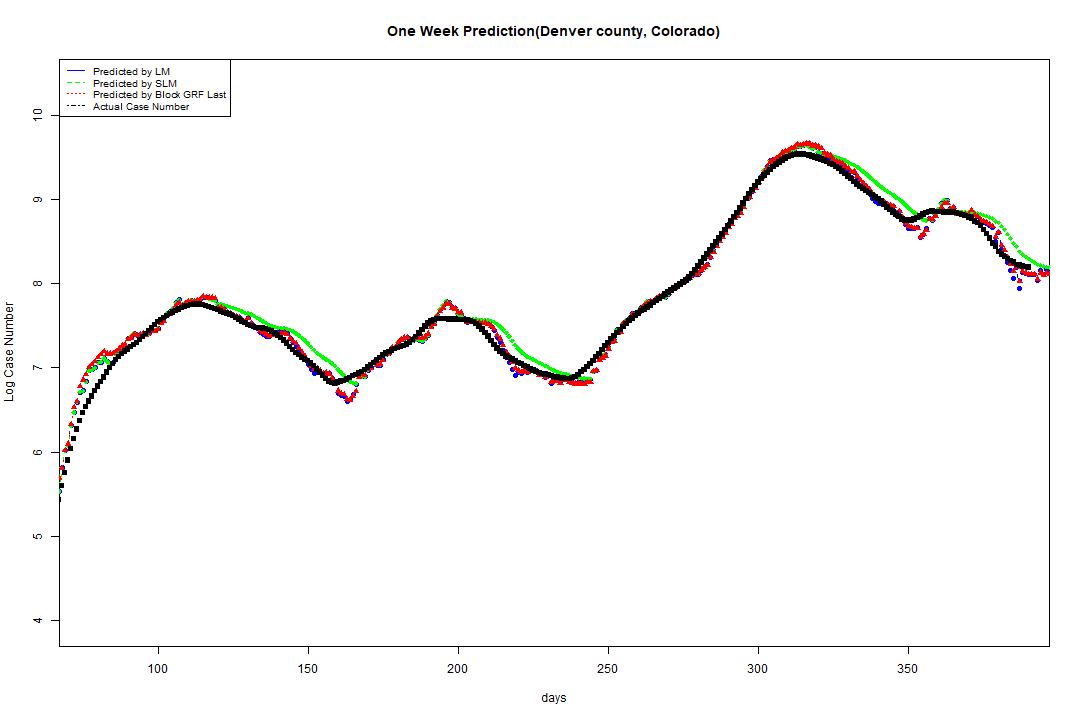 One Week Prediction(Denver county, Colorado)
Predicted by LM
Predicted by SLM
Predicted by Block GRF Last
Actual Case Number
10
9
8
7
6
5
4
Log Case Number
100 150 200 250 300 350
days